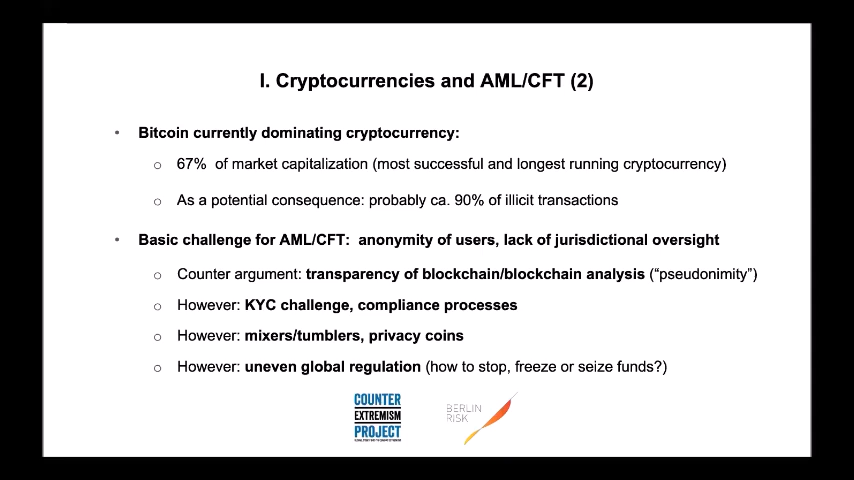 I. Cryptocurrencies and AML/CFT (2)
• Bitcoin currently dominating cryptocurrency:
o 67% of market capitalization (most successful and longest running cryptocurrency)
o As a potential consequence: probably ca. 90% of illicit transactions
• Basic challenge for AML/CFT: anonymity of users, lack of jurisdictional oversight
o Counter argument: transparency of blockchain/blockchain analysis (“pseudonimity”)
o However: KYC challenge, compliance processes
o However: mixers/tumblers, privacy coins
o However: uneven global regulation (how to stop, freeze or seize funds?)
COUNTER
EXTREMISM
PROJECT
BERLIN
RISK